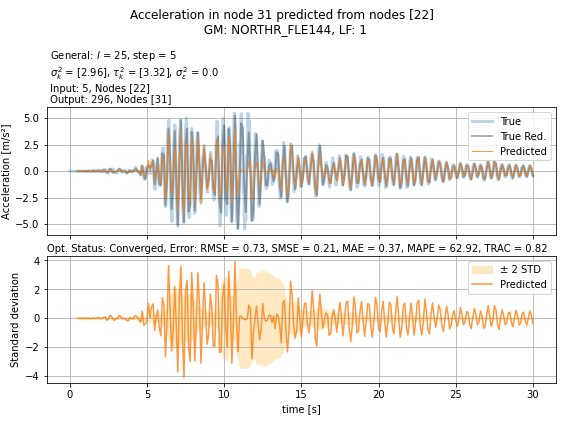 Acceleration in node 31 predicted from nodes [22]
GM: NORTHR_FLE144, LF: 1
General: l = 25, step = 5
σ²ₖ = [2.96], τ²ₖ = [3.32], σ²ε = 0.0
Input: 5, Nodes [22]
Output: 296, Nodes [31]
Acceleration [m/s²]
5.0
2.5
0.0
−2.5
−5.0
True
True Red.
Predicted
Opt. Status: Converged, Error: RMSE = 0.73, SMSE = 0.21, MAE = 0.37, MAPE = 62.92, TRAC = 0.82
Standard deviation
4
2
0
−2
−4
± 2 STD
Predicted
0 5 10 15 20 25 30
time [s]